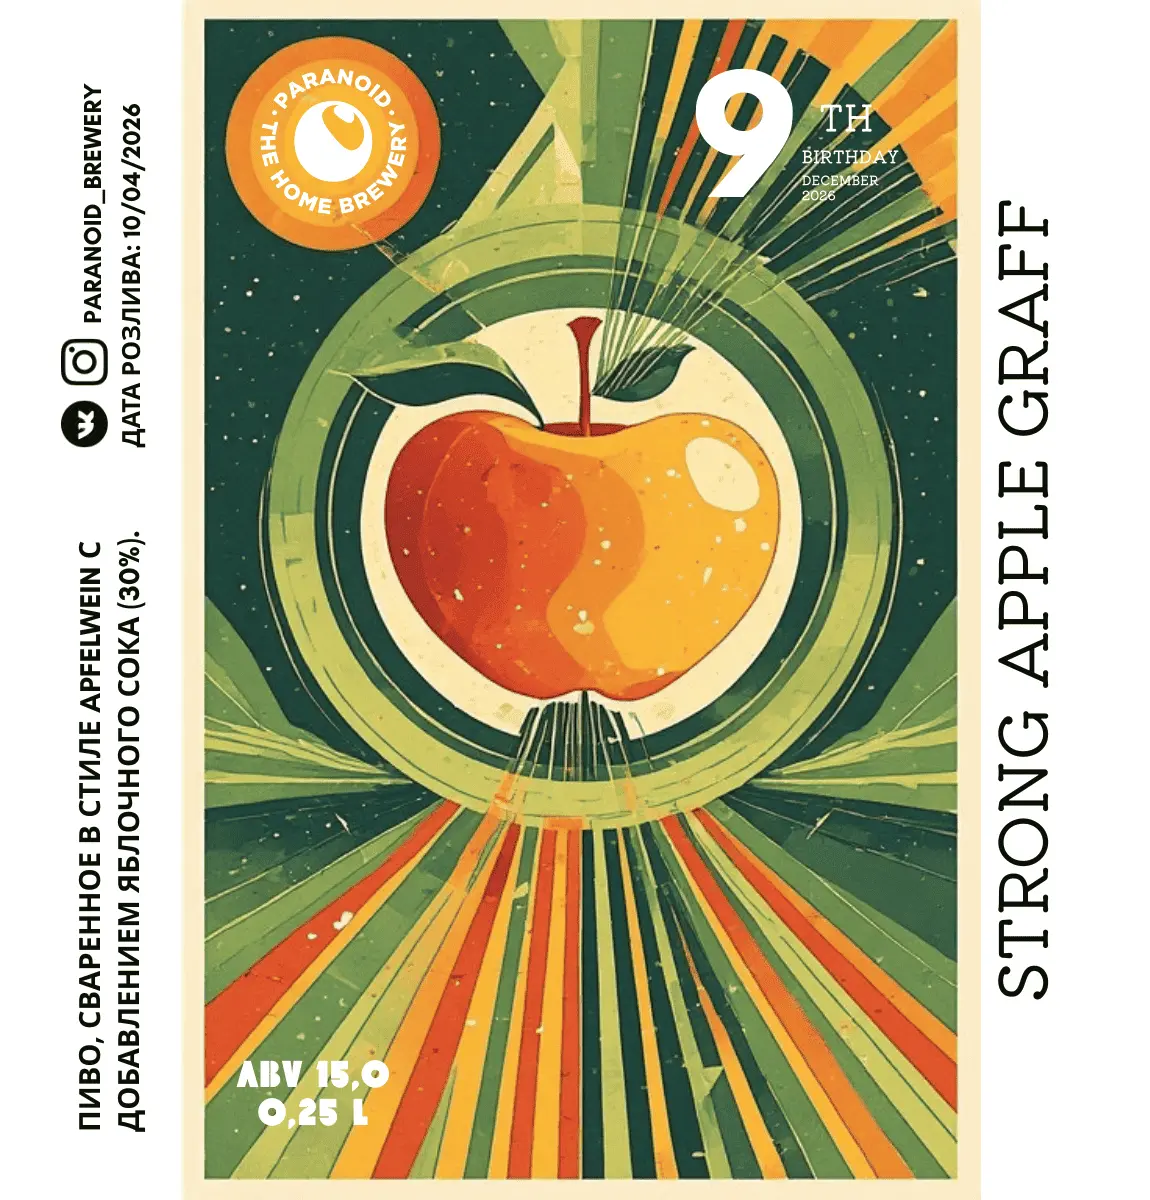 PARANOID_BREWERY
ДАТА РОЗЛИВА: 10/04/2026
ПИВО, СВАРЕННОЕ В СТИЛЕ APFELWEIN С
ДОБАВЛЕНИЕМ ЯБЛОЧНОГО СОКА (30%).
· PARANOID ·
THE HOME BREWERY
9 TH
BIRTHDAY
DECEMBER
2026
ABV 15,0
0,25 L
STRONG APPLE GRAFF